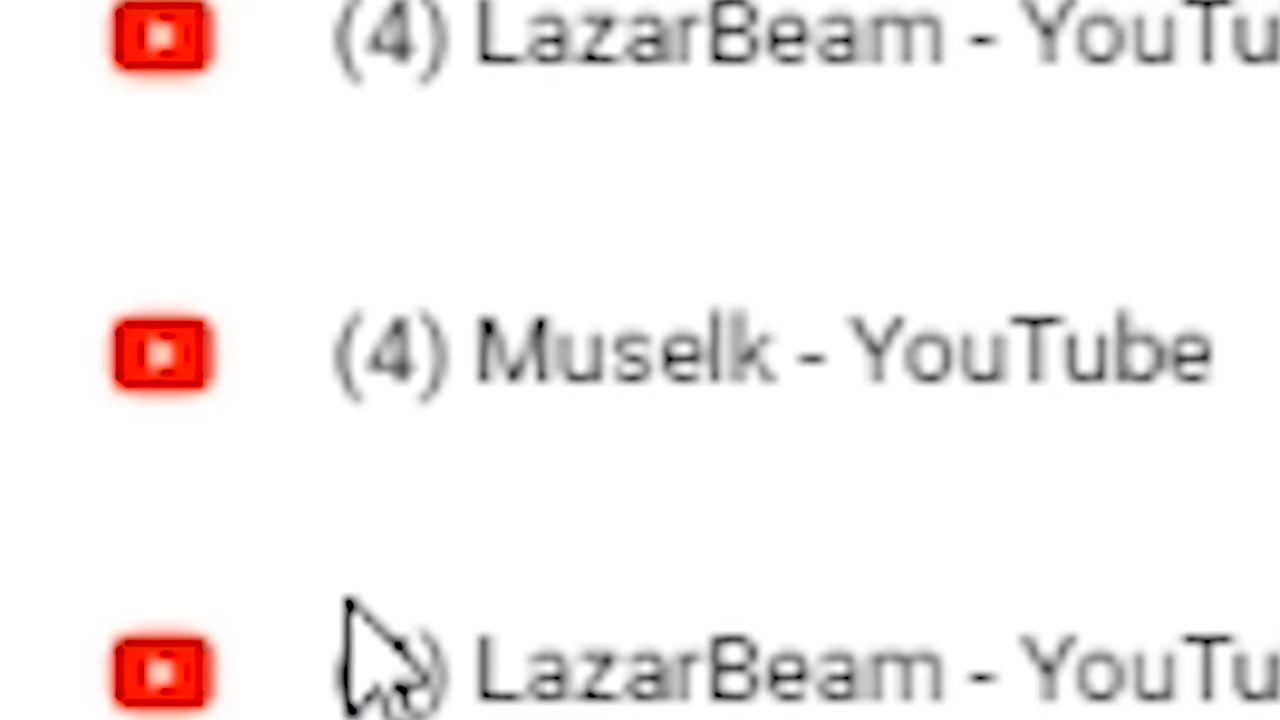 (4) LazarBeam - YouTu
(4) Muselk - YouTube
) LazarBeam - YouTu